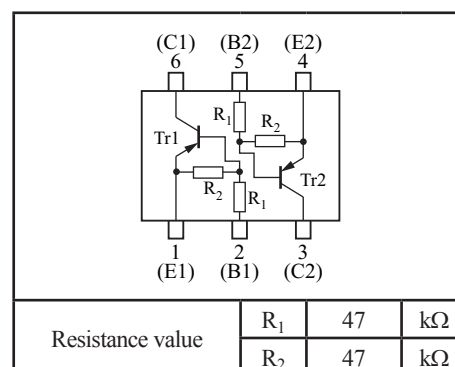 (C1) (B2) (E2)
6 5 4
R1
R2
Tr1
Tr2
R2
R1
1 2 3
(E1) (B1) (C2)
Resistance value
R1 47 kΩ
R2 47 kΩ